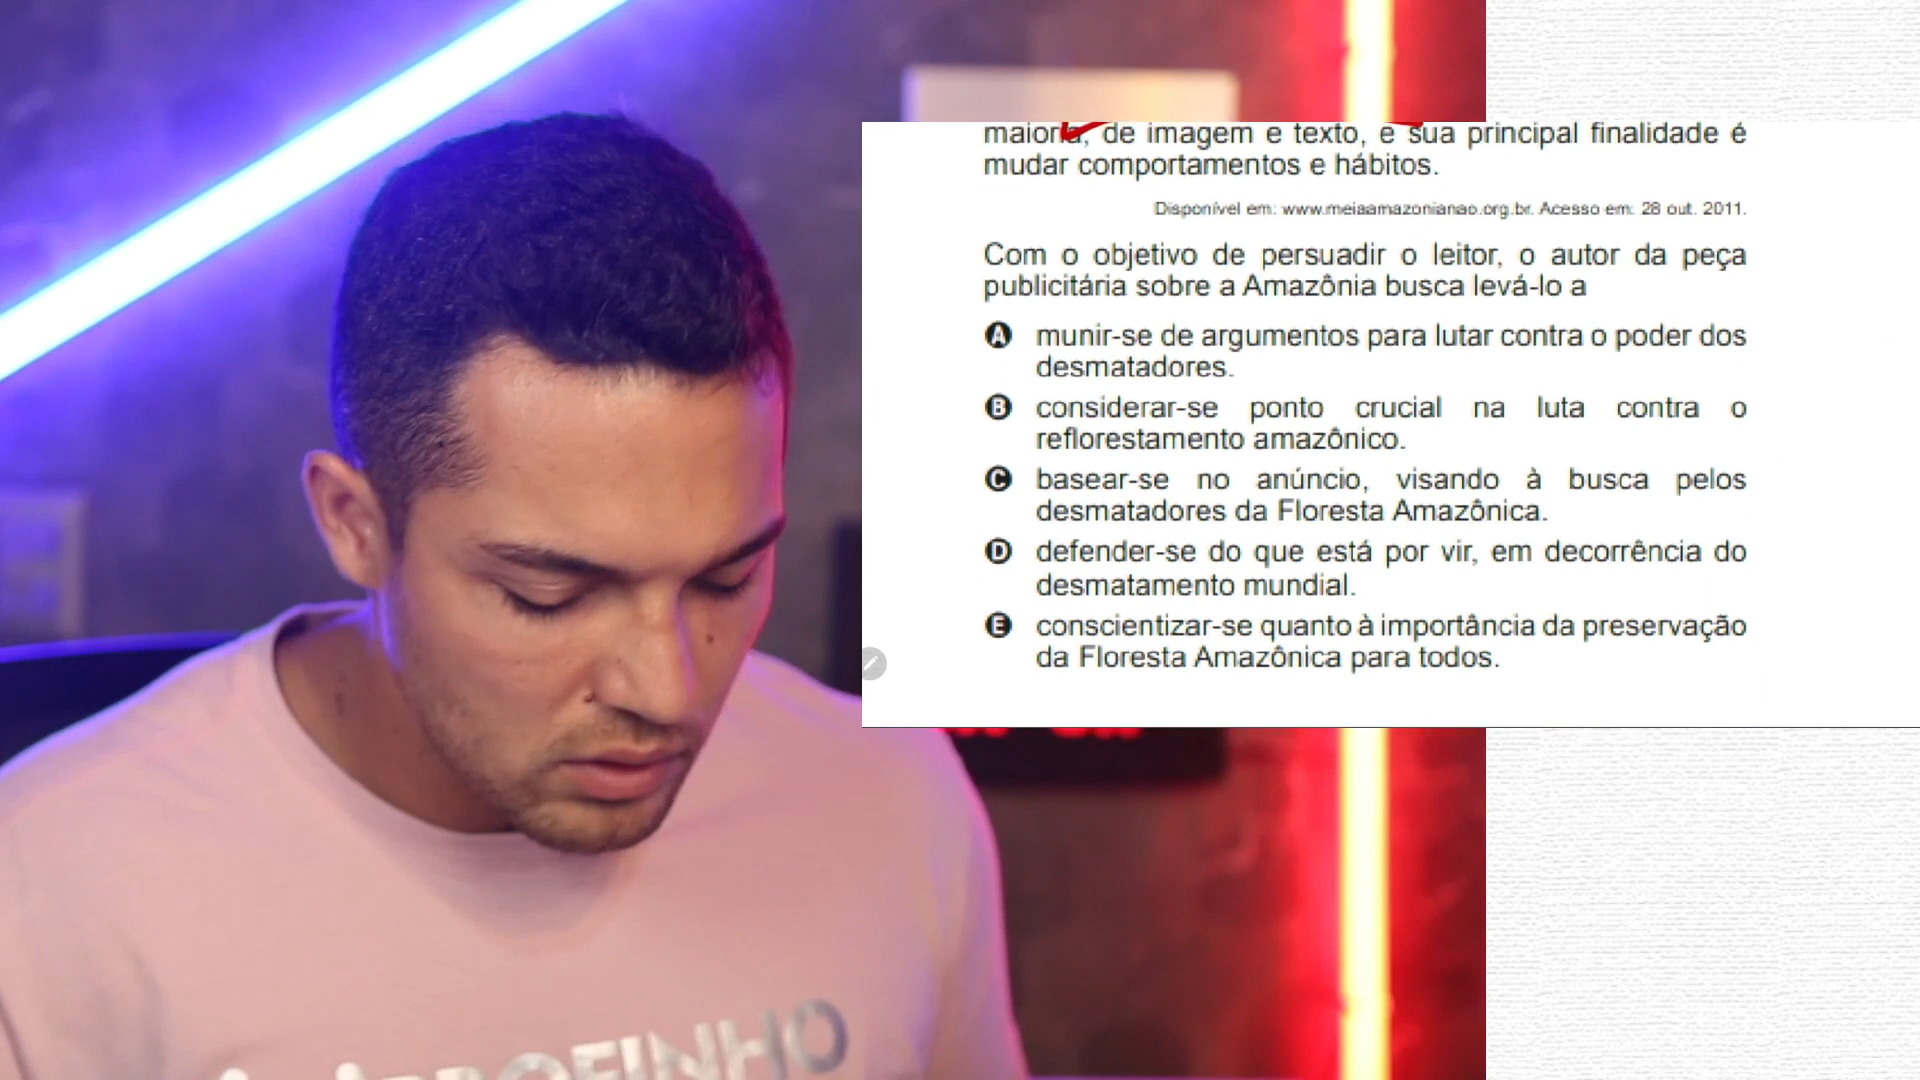 maioria, de imagem e texto, e sua principal finalidade é
mudar comportamentos e hábitos.
Disponível em: www.meiaamazonianao.org.br. Acesso em: 28 out. 2011.
Com o objetivo de persuadir o leitor, o autor da peça
publicitária sobre a Amazônia busca levá-lo a
A munir-se de argumentos para lutar contra o poder dos
desmatadores.
B considerar-se ponto crucial na luta contra o
reflorestamento amazônico.
C basear-se no anúncio, visando à busca pelos
desmatadores da Floresta Amazônica.
D defender-se do que está por vir, em decorrência do
desmatamento mundial.
E conscientizar-se quanto à importância da preservação
da Floresta Amazônica para todos.